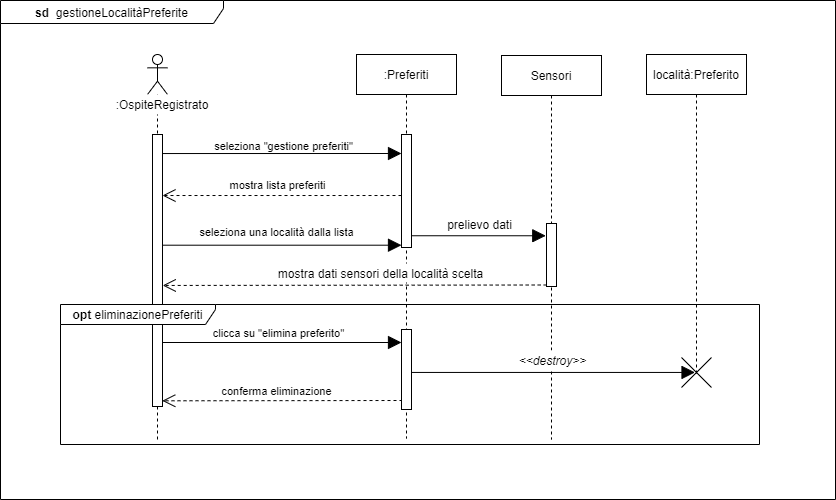 sd gestioneLocalitàPreferite
:OspiteRegistrato
:Preferiti
Sensori
località:Preferito
seleziona "gestione preferiti"
mostra lista preferiti
seleziona una località dalla lista
prelievo dati
mostra dati sensori della località scelta
opt eliminazionePreferiti
clicca su "elimina preferito"
<<destroy>>
conferma eliminazione